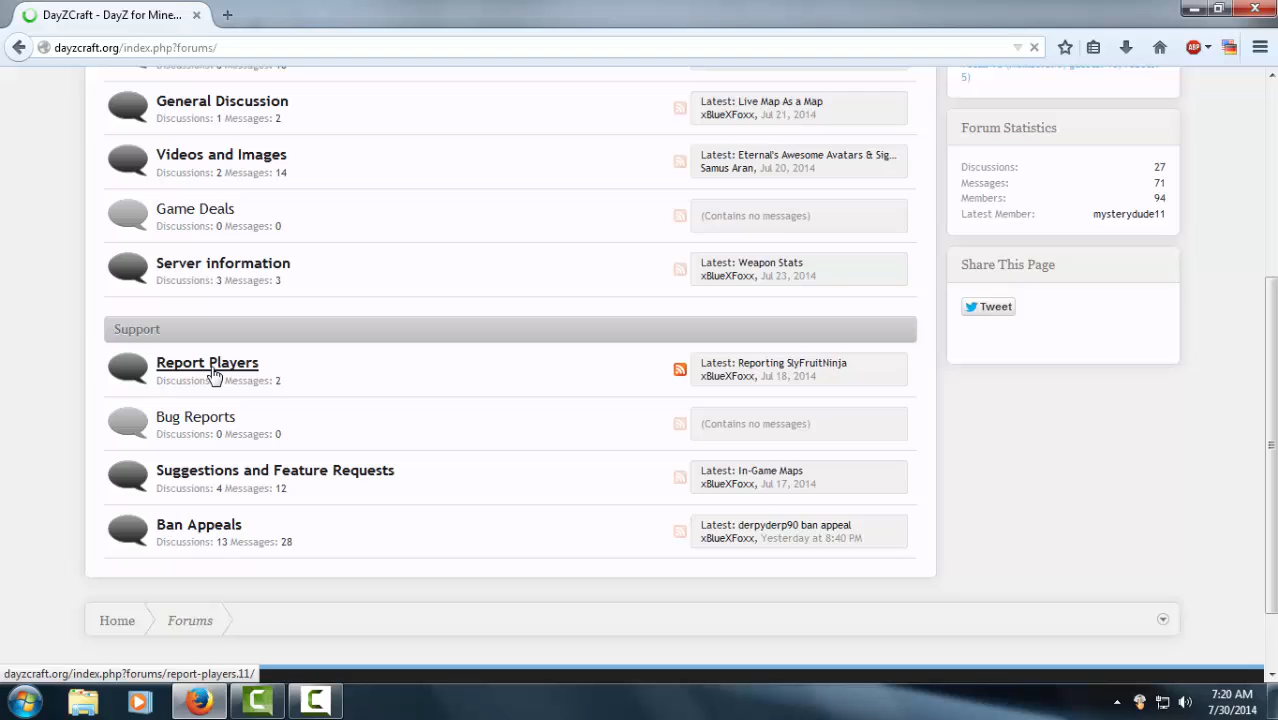 DayZCraft - DayZ for Mine...
dayzcraft.org/index.php?forums/
ABP
5)
General Discussion
Discussions: 1 Messages: 2
Latest: Live Map As a Map
xBlueXFoxx, Jul 21, 2014
Videos and Images
Discussions: 2 Messages: 14
Latest: Eternal's Awesome Avatars & Sig...
Samus Aran, Jul 20, 2014
Game Deals
Discussions: 0 Messages: 0
(Contains no messages)
Server information
Discussions: 3 Messages: 3
Latest: Weapon Stats
xBlueXFoxx, Jul 23, 2014
Support
Report Players
Discussions: Messages: 2
Latest: Reporting SlyFruitNinja
xBlueXFoxx, Jul 18, 2014
Bug Reports
Discussions: 0 Messages: 0
(Contains no messages)
Suggestions and Feature Requests
Discussions: 4 Messages: 12
Latest: In-Game Maps
xBlueXFoxx, Jul 17, 2014
Ban Appeals
Discussions: 13 Messages: 28
Latest: derpyderp90 ban appeal
xBlueXFoxx, Yesterday at 8:40 PM
Forum Statistics
Discussions: 27
Messages: 71
Members: 94
Latest Member: mysterydude11
Share This Page
Tweet
Home
Forums
dayzcraft.org/index.php?forums/report-players.11/
7:20 AM
7/30/2014